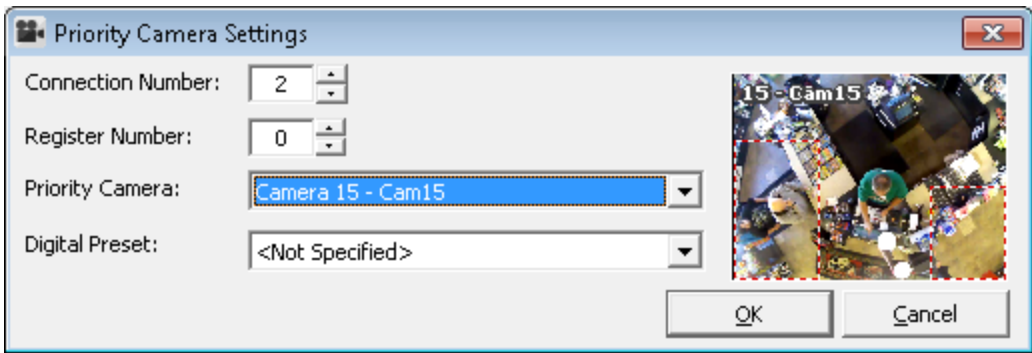 Priority Camera Settings
Connection Number: 2
Register Number: 0
Priority Camera: Camera 15 - Cam15
Digital Preset: <Not Specified>
15 - Cam15
OK Cancel